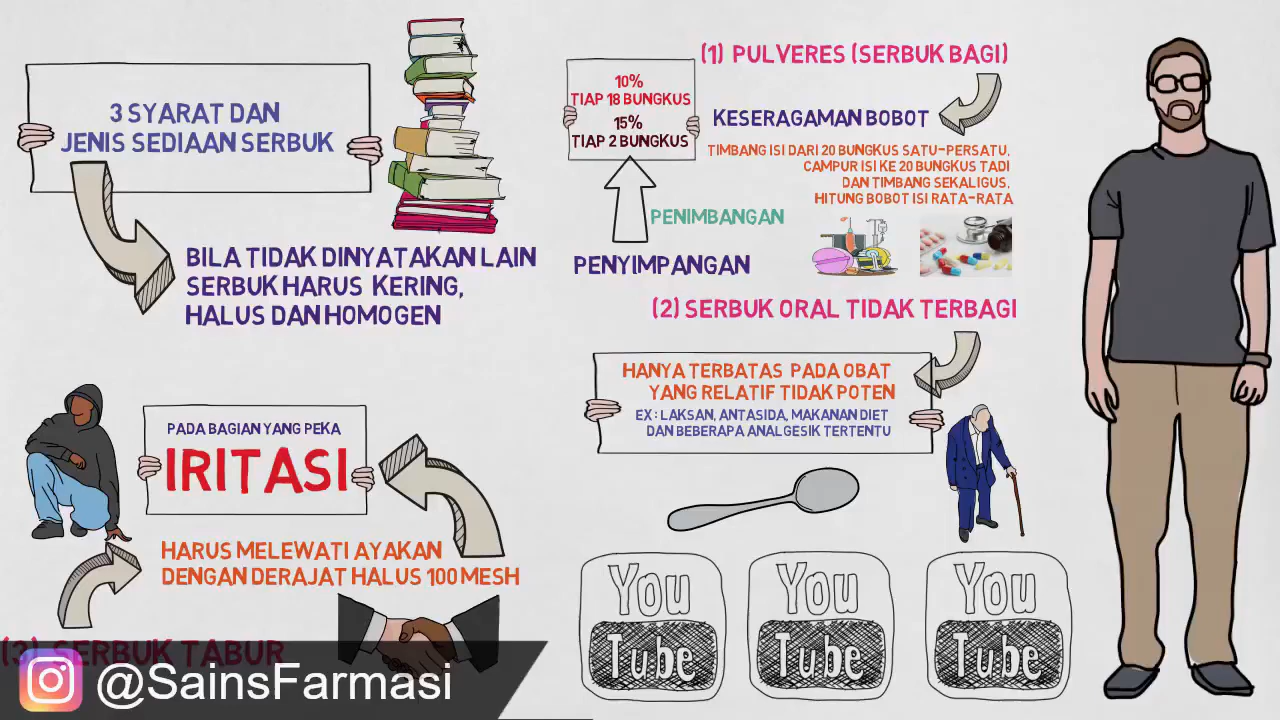 3 SYARAT DAN
JENIS SEDIAAN SERBUK
BILA TIDAK DINYATAKAN LAIN
SERBUK HARUS KERING,
HALUS DAN HOMOGEN
(1) PULVERES (SERBUK BAGI)
10%
TIAP 18 BUNGKUS
15%
TIAP 2 BUNGKUS
KESERAGAMAN BOBOT
TIMBANG ISI DARI 20 BUNGKUS SATU-PERSATU,
CAMPUR ISI KE 20 BUNGKUS TADI
DAN TIMBANG SEKALIGUS,
HITUNG BOBOT ISI RATA-RATA
PENIMBANGAN
PENYIMPANGAN
(2) SERBUK ORAL TIDAK TERBAGI
HANYA TERBATAS PADA OBAT
YANG RELATIF TIDAK POTEN
EX : LAKSAN, ANTASIDA, MAKANAN DIET
DAN BEBERAPA ANALGESIK TERTENTU
PADA BAGIAN YANG PEKA
IRITASI
HARUS MELEWATI AYAKAN
DENGAN DERAJAT HALUS 100 MESH
(3) SERBUK TABUR
You Tube
You Tube
You Tube
@SainsFarmasi